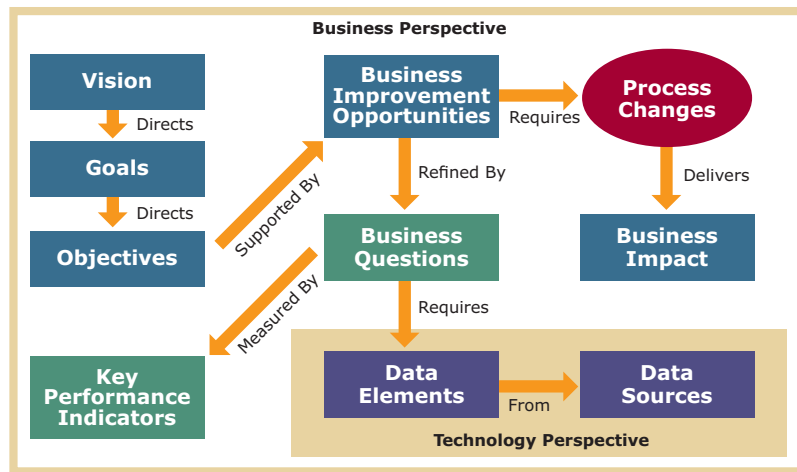 Business Perspective
Vision
Directs
Goals
Directs
Objectives
Supported By
Business
Improvement
Opportunities
Requires
Process
Changes
Refined By
Delivers
Business
Questions
Business
Impact
Measured By
Requires
Key
Performance
Indicators
Data
Elements
From
Data
Sources
Technology Perspective